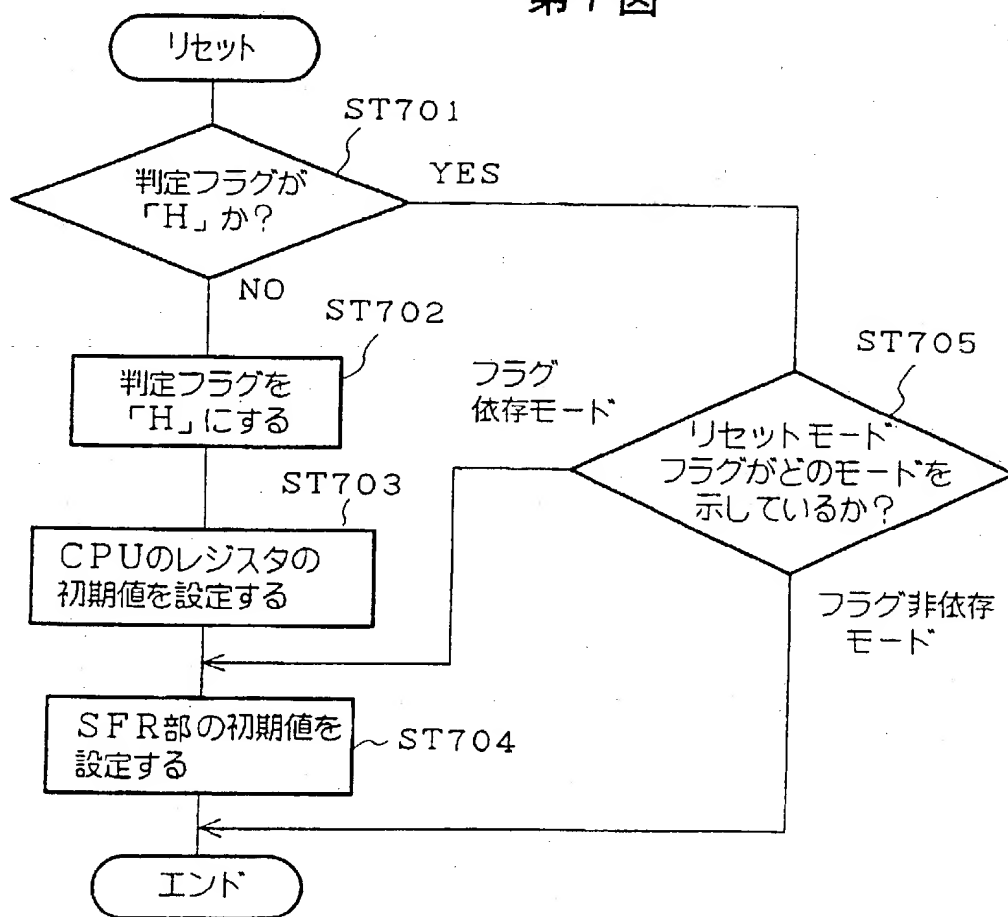 第7図
リセット
ST701
判定フラグが
「H」か?
YES
NO
ST702
判定フラグを
「H」にする
ST703
CPUのレジスタの
初期値を設定する
フラグ
依存モード
ST705
リセットモード
フラグがどのモードを
示しているか?
フラグ非依存
モード
SFR部の初期値を
設定する
ST704
エンド